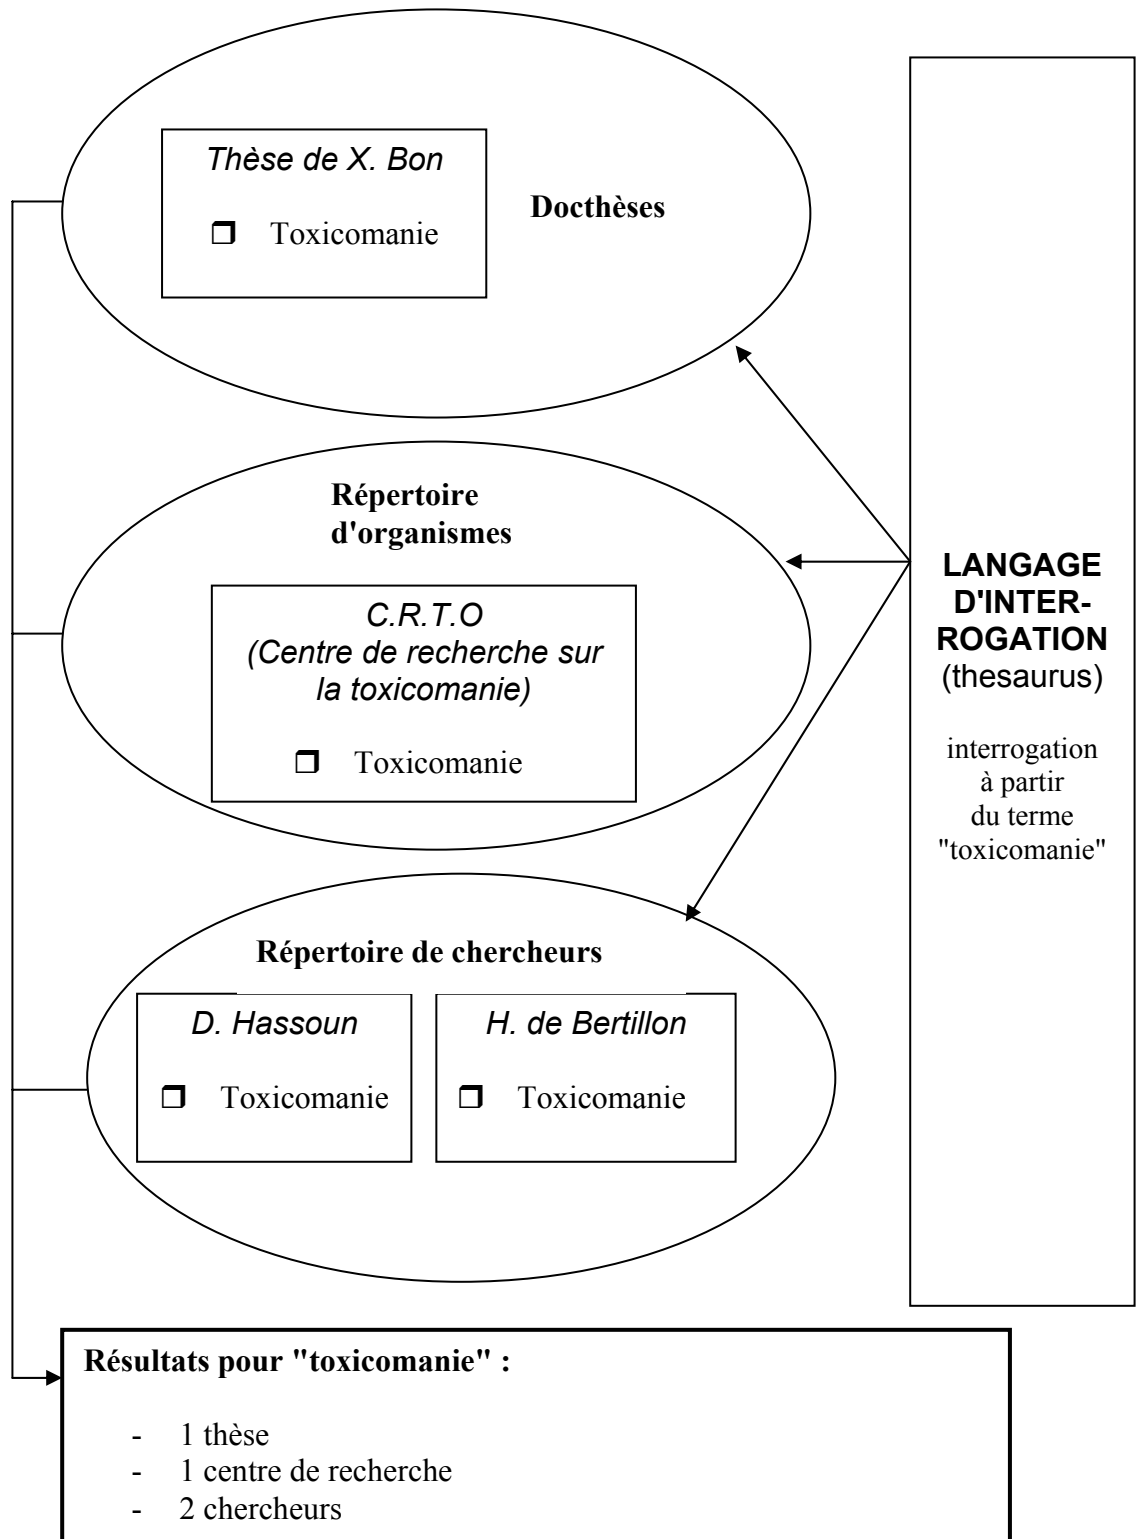 Thèse de X. Bon
❒ Toxicomanie
Docthèses
Répertoire
d'organismes
C.R.T.O
(Centre de recherche sur
la toxicomanie)
❒ Toxicomanie
Répertoire de chercheurs
D. Hassoun
❒ Toxicomanie
H. de Bertillon
❒ Toxicomanie
LANGAGE
D'INTER-
ROGATION
(thesaurus)
interrogation
à partir
du terme
"toxicomanie"
Résultats pour "toxicomanie" :
- 1 thèse
- 1 centre de recherche
- 2 chercheurs